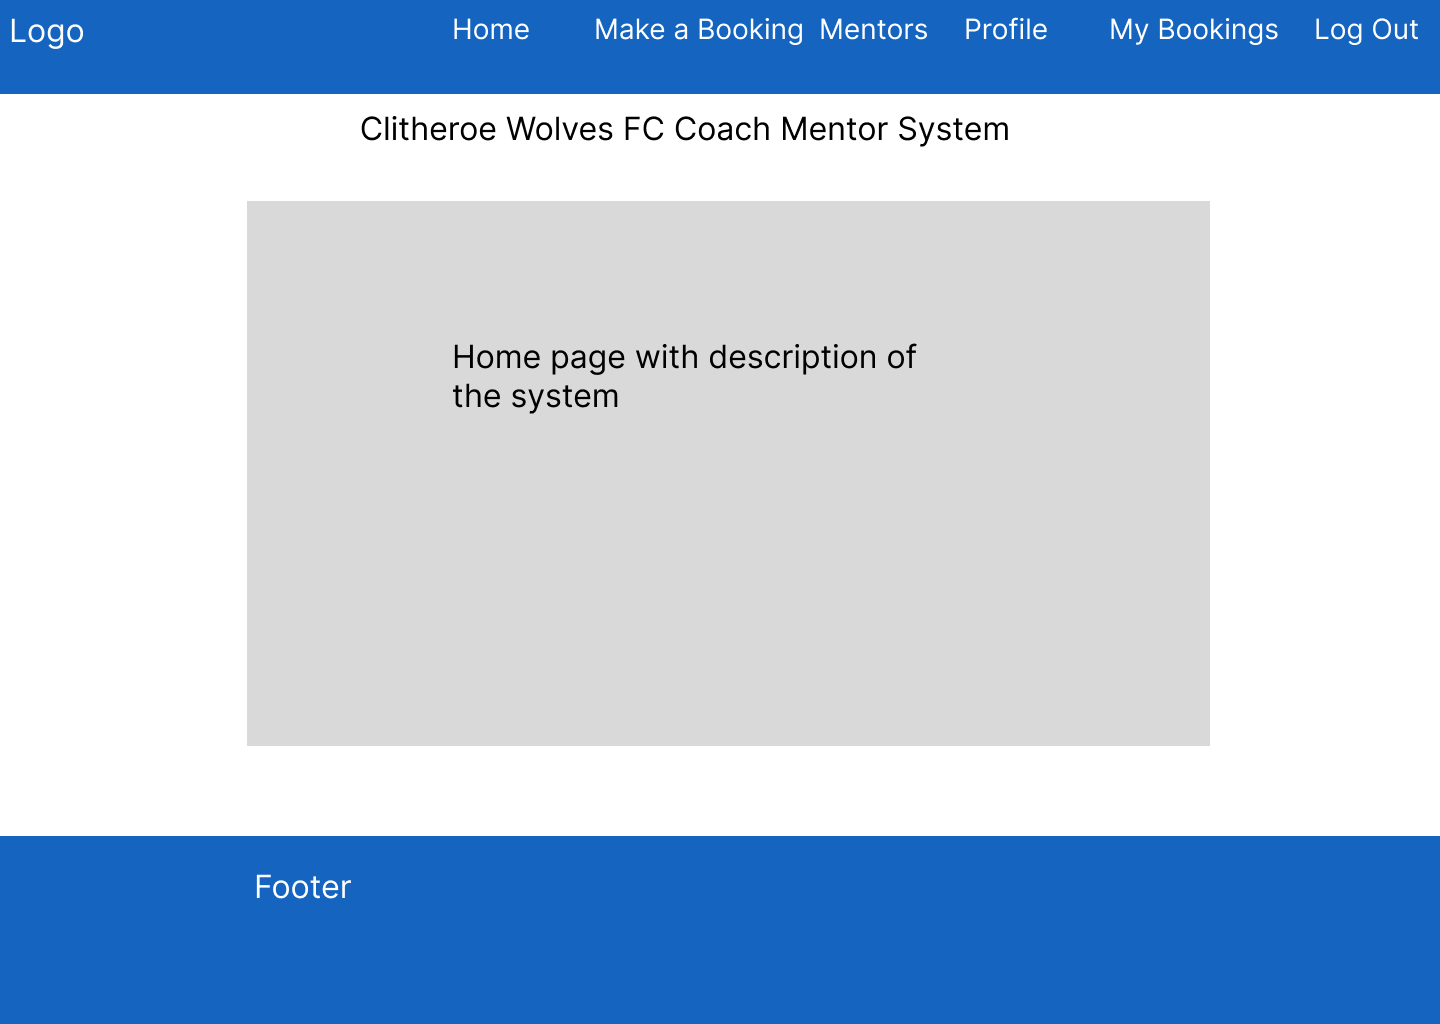 Logo
Home Make a Booking Mentors Profile My Bookings Log Out
Clitheroe Wolves FC Coach Mentor System
Home page with description of
the system
Footer